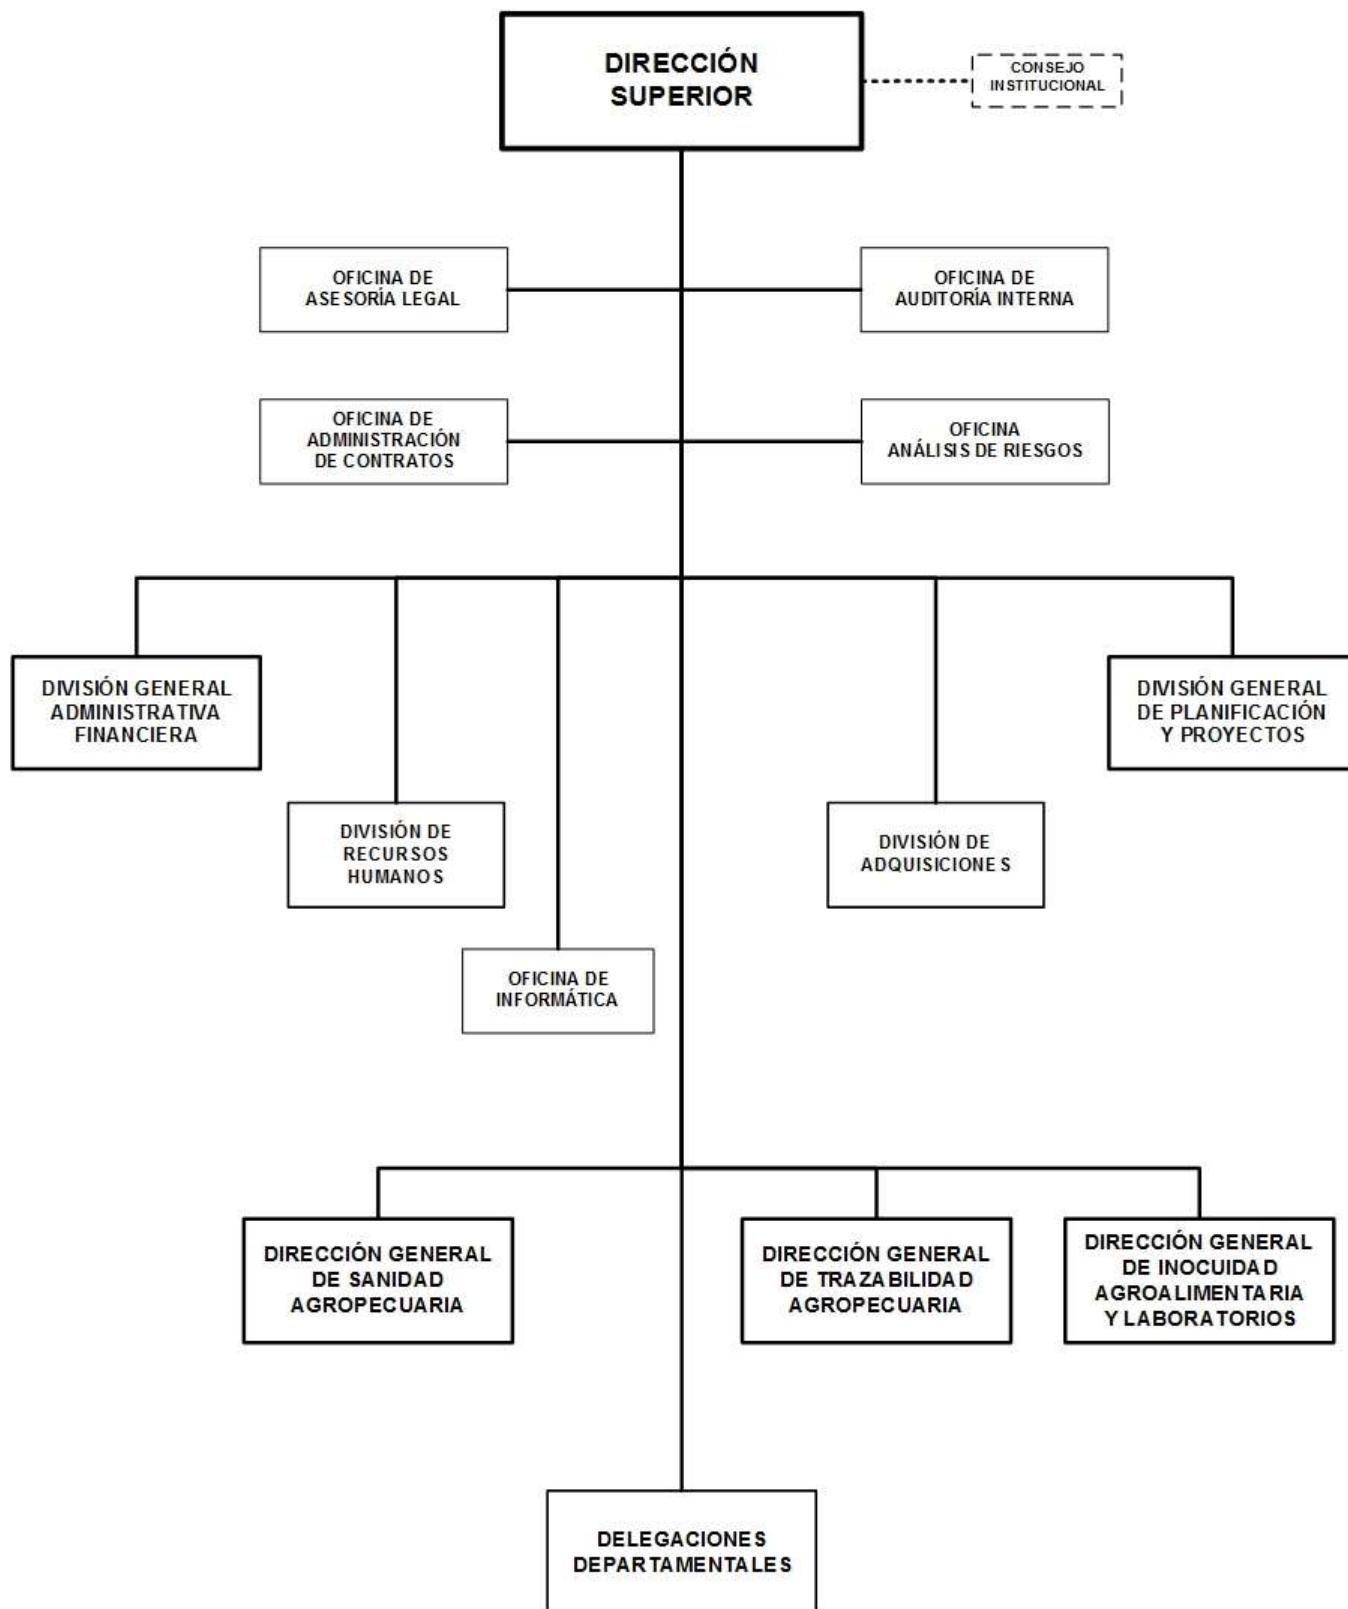 DIRECCIÓN
SUPERIOR
CONSEJO
INSTITUCIONAL
OFICINA DE
ASESORÍA LEGAL
OFICINA DE
AUDITORÍA INTERNA
OFICINA DE
ADMINISTRACIÓN
DE CONTRATOS
OFICINA
ANÁLISIS DE RIESGOS
DIVISIÓN GENERAL
ADMINISTRATIVA
FINANCIERA
DIVISIÓN GENERAL
DE PLANIFICACIÓN
Y PROYECTOS
DIVISIÓN DE
RECURSOS
HUMANOS
DIVISIÓN DE
ADQUISICIONES
OFICINA DE
INFORMÁTICA
DIRECCIÓN GENERAL
DE SANIDAD
AGROPECUARIA
DIRECCIÓN GENERAL
DE TRAZABILIDAD
AGROPECUARIA
DIRECCIÓN GENERAL
DE INOCUIDAD
AGROALIMENTARIA
Y LABORATORIOS
DELEGACIONES
DEPARTAMENTALES